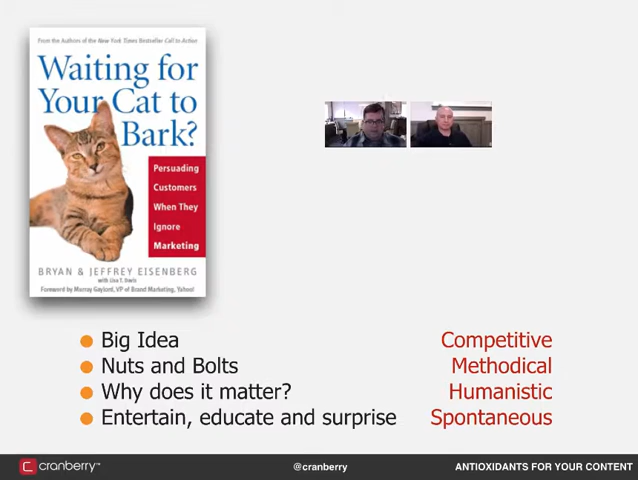 From the Authors of the New York Times Bestseller Call to Action
Waiting for
Your Cat to
Bark?
Persuading
Customers
When They
Ignore
Marketing
BRYAN & JEFFREY EISENBERG
with Lisa T. Davis
Foreword by Murray Gaylord, VP of Brand Marketing, Yahoo!
Big Idea Competitive
Nuts and Bolts Methodical
Why does it matter? Humanistic
Entertain, educate and surprise Spontaneous
cranberry™ @cranberry ANTIOXIDANTS FOR YOUR CONTENT